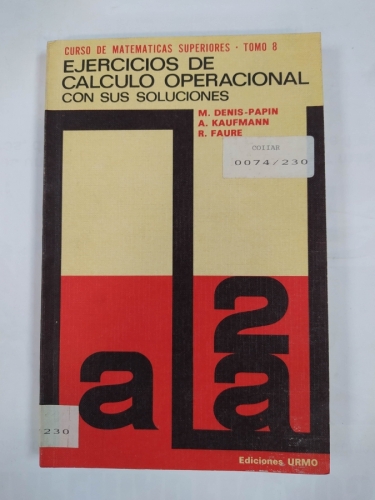 CURSO DE MATEMATICAS SUPERIORES · TOMO 8
EJERCICIOS DE
CALCULO OPERACIONAL
CON SUS SOLUCIONES
M. DENIS-PAPIN
A. KAUFMANN
R. FAURE
COIIAR
0074/230
2
a a
230
Ediciones URMO